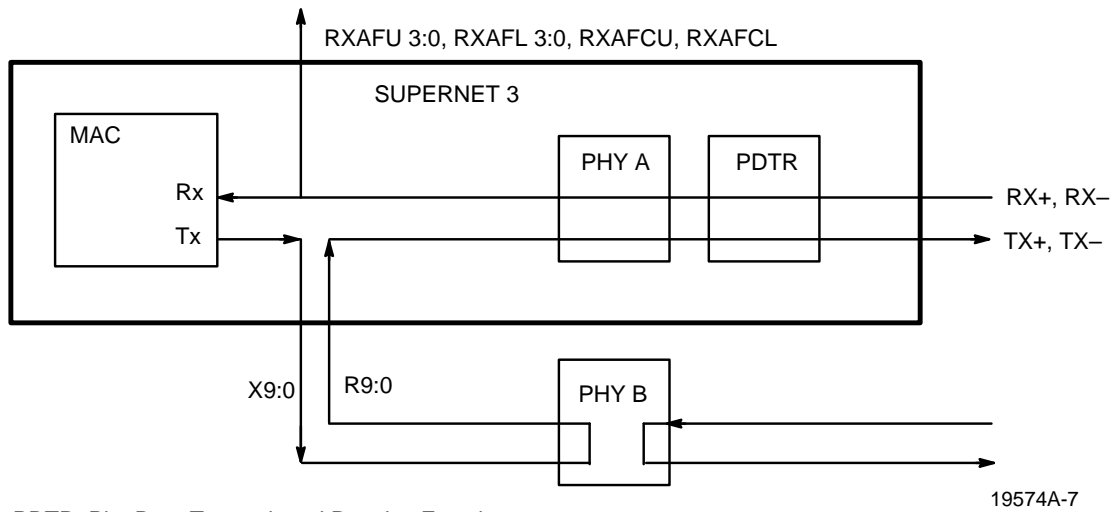 RXAFU 3:0, RXAFL 3:0, RXAFCU, RXAFCL
SUPERNET 3
MAC
PHY A
PDTR
Rx
RX+, RX–
Tx
TX+, TX–
X9:0
R9:0
PHY B
19574A-7